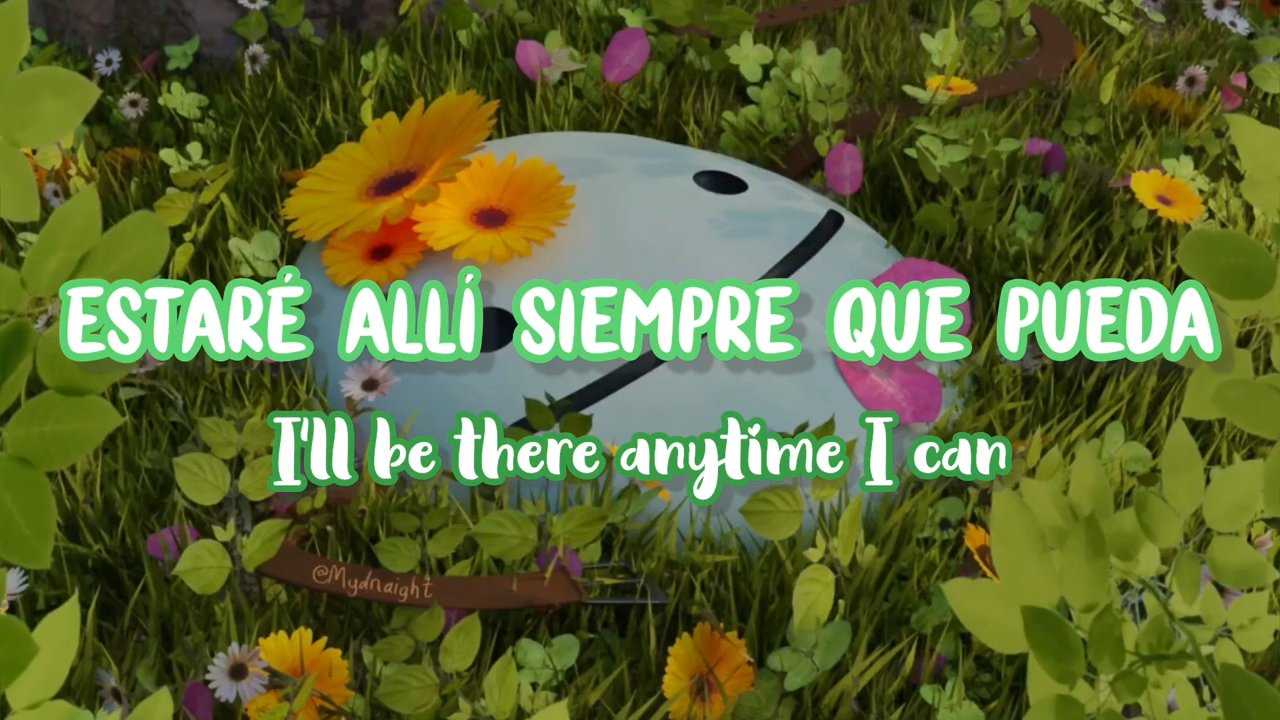 ESTARÉ ALLÍ SIEMPRE QUE PUEDA
I'll be there anytime I can
@Mydnaight